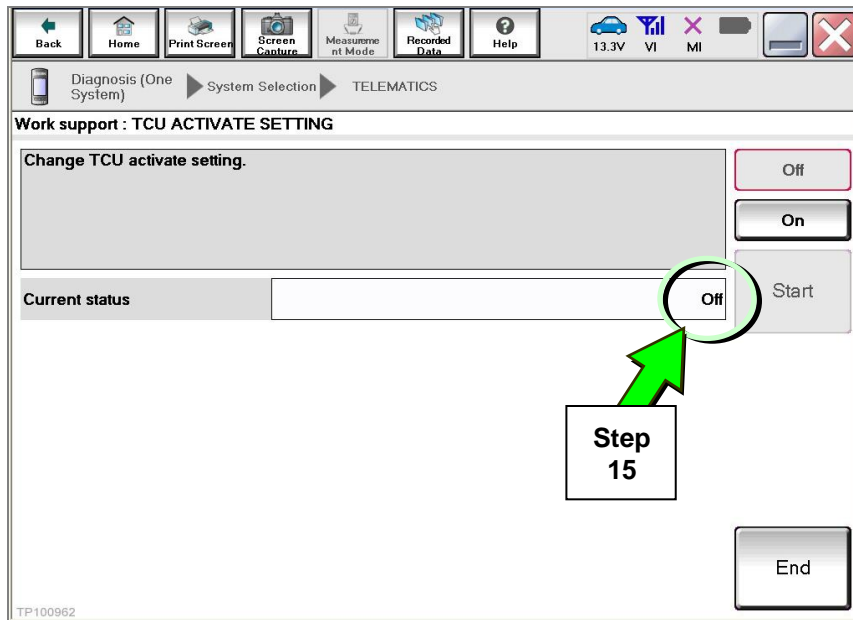 Back
Home
Print Screen
Screen
Capture
Measureme
nt Mode
Recorded
Data
Help
13.3V
VI
MI
Diagnosis (One
System)
System Selection
TELEMATICS
Work support : TCU ACTIVATE SETTING
Change TCU activate setting.
Off
On
Current status
Off
Start
Step
15
End
TP100962